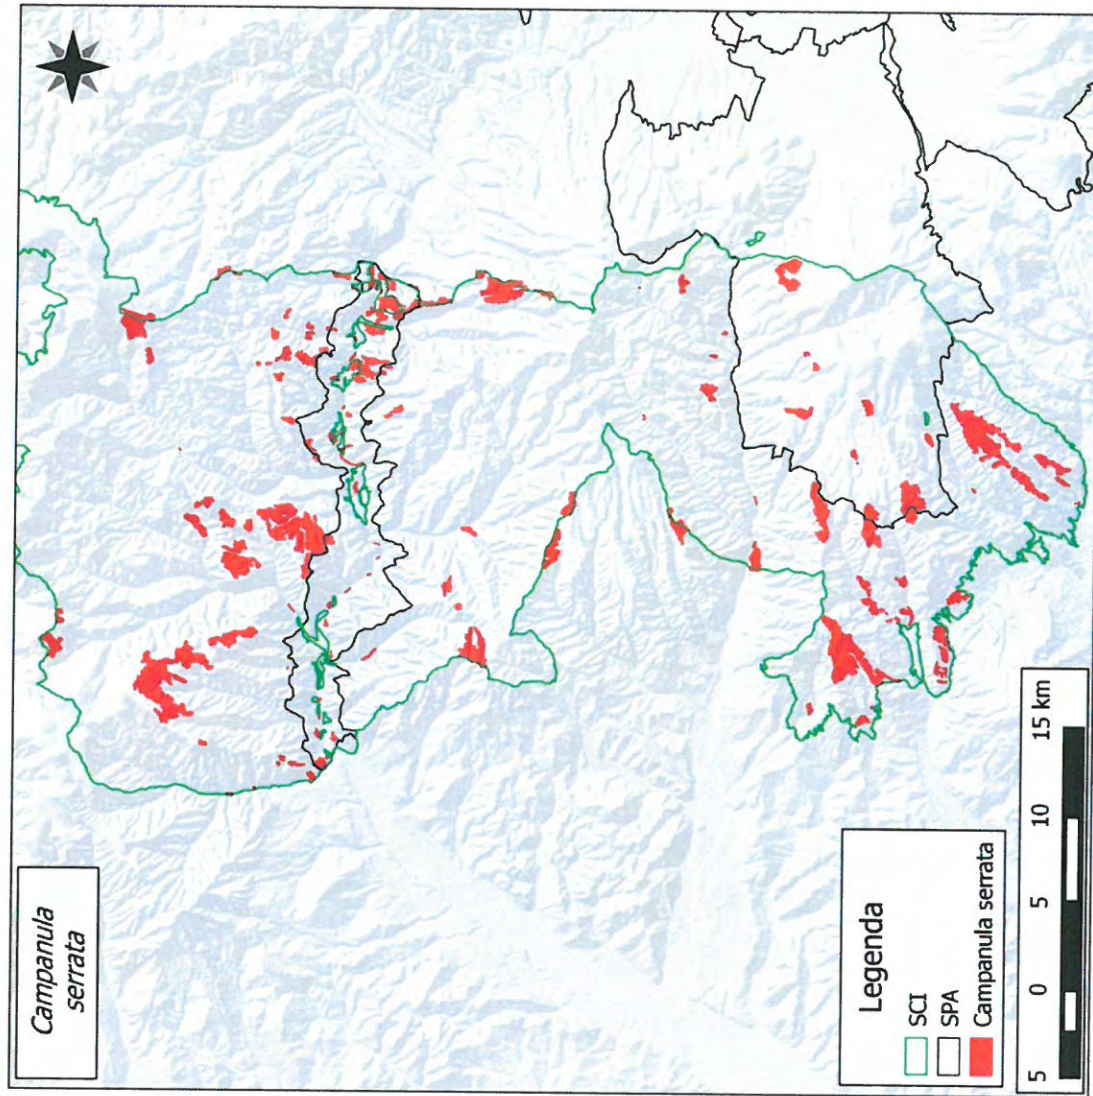 Campanula
serrata
Legenda
SCI
SPA
Campanula serrata
5 0 5 10 15 km